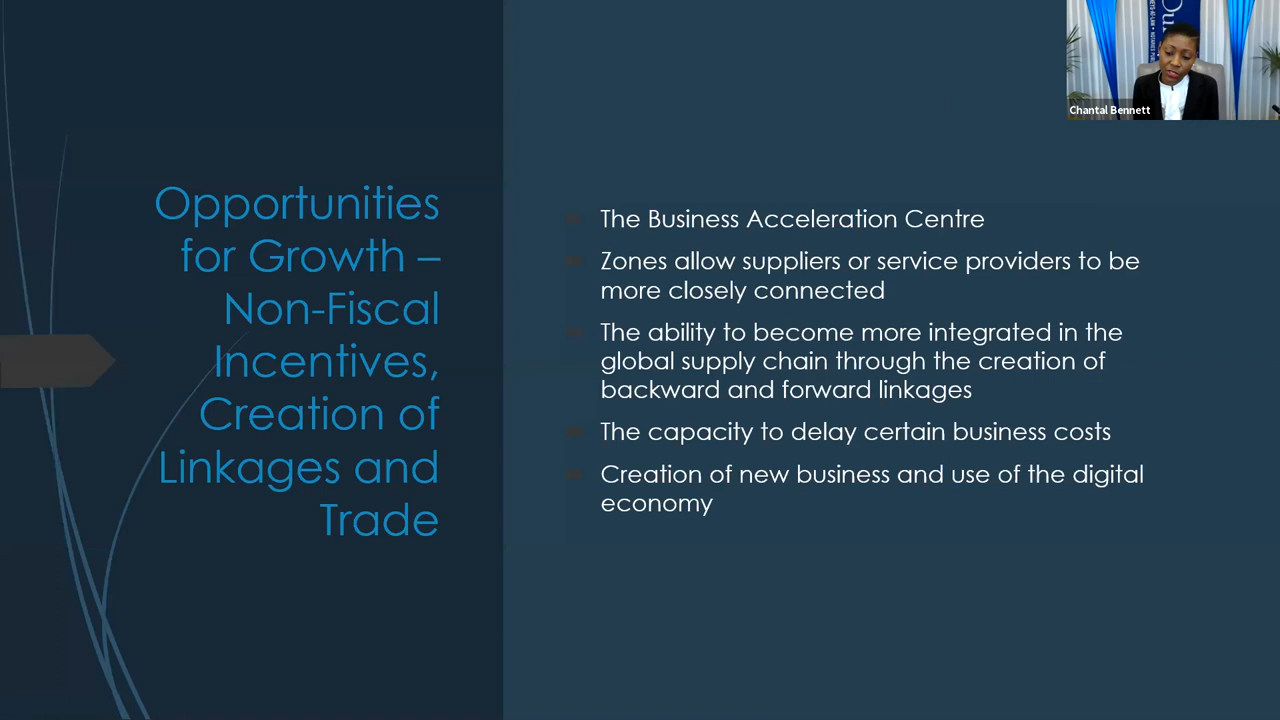 Opportunities
for Growth –
Non-Fiscal
Incentives,
Creation of
Linkages and
Trade
The Business Acceleration Centre
Zones allow suppliers or service providers to be
more closely connected
The ability to become more integrated in the
global supply chain through the creation of
backward and forward linkages
The capacity to delay certain business costs
Creation of new business and use of the digital
economy
Chantal Bennett